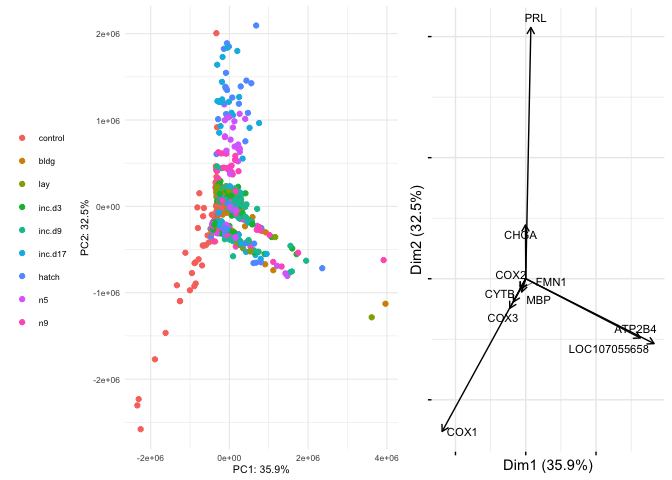 control
bldg
lay
inc.d3
inc.d9
inc.d17
hatch
n5
n9
PC2: 32.5%
2e+06
1e+06
0e+00
-1e+06
-2e+06
-2e+06 0e+00 2e+06 4e+06
PC1: 35.9%
Dim2 (32.5%)
PRL
CHGA
COX2
FMN1
CYTB
MBP
COX3
ATP2B4
LOC107055658
COX1
Dim1 (35.9%)